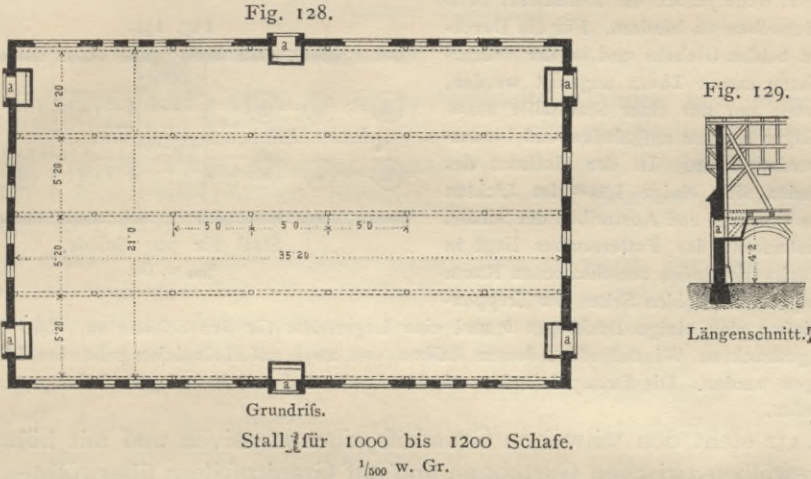 Fig. 128.
a
a
a
5·20
5·20
5·20
5·20
21·0
5·0
5·0
5·0
35·20
a
a
a
Grundriſs.
Stall für 1000 bis 1200 Schafe.
1/500 w. Gr.
Fig. 129.
a
4·2
Längenschnitt.